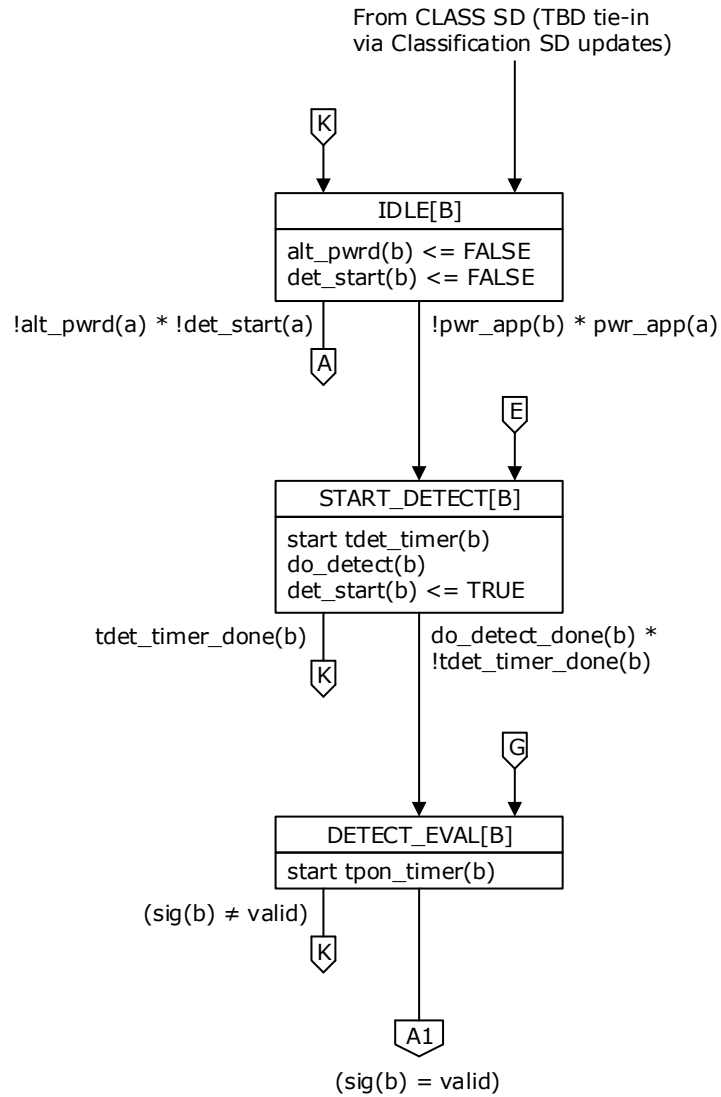 From CLASS SD (TBD tie-in
via Classification SD updates)
K
IDLE[B]
alt_pwrd(b) <= FALSE
det_start(b) <= FALSE
!alt_pwrd(a) * !det_start(a)
!pwr_app(b) * pwr_app(a)
A
E
START_DETECT[B]
start tdet_timer(b)
do_detect(b)
det_start(b) <= TRUE
tdet_timer_done(b)
do_detect_done(b) *
!tdet_timer_done(b)
K
G
DETECT_EVAL[B]
start tpon_timer(b)
(sig(b) ≠ valid)
K
A1
(sig(b) = valid)